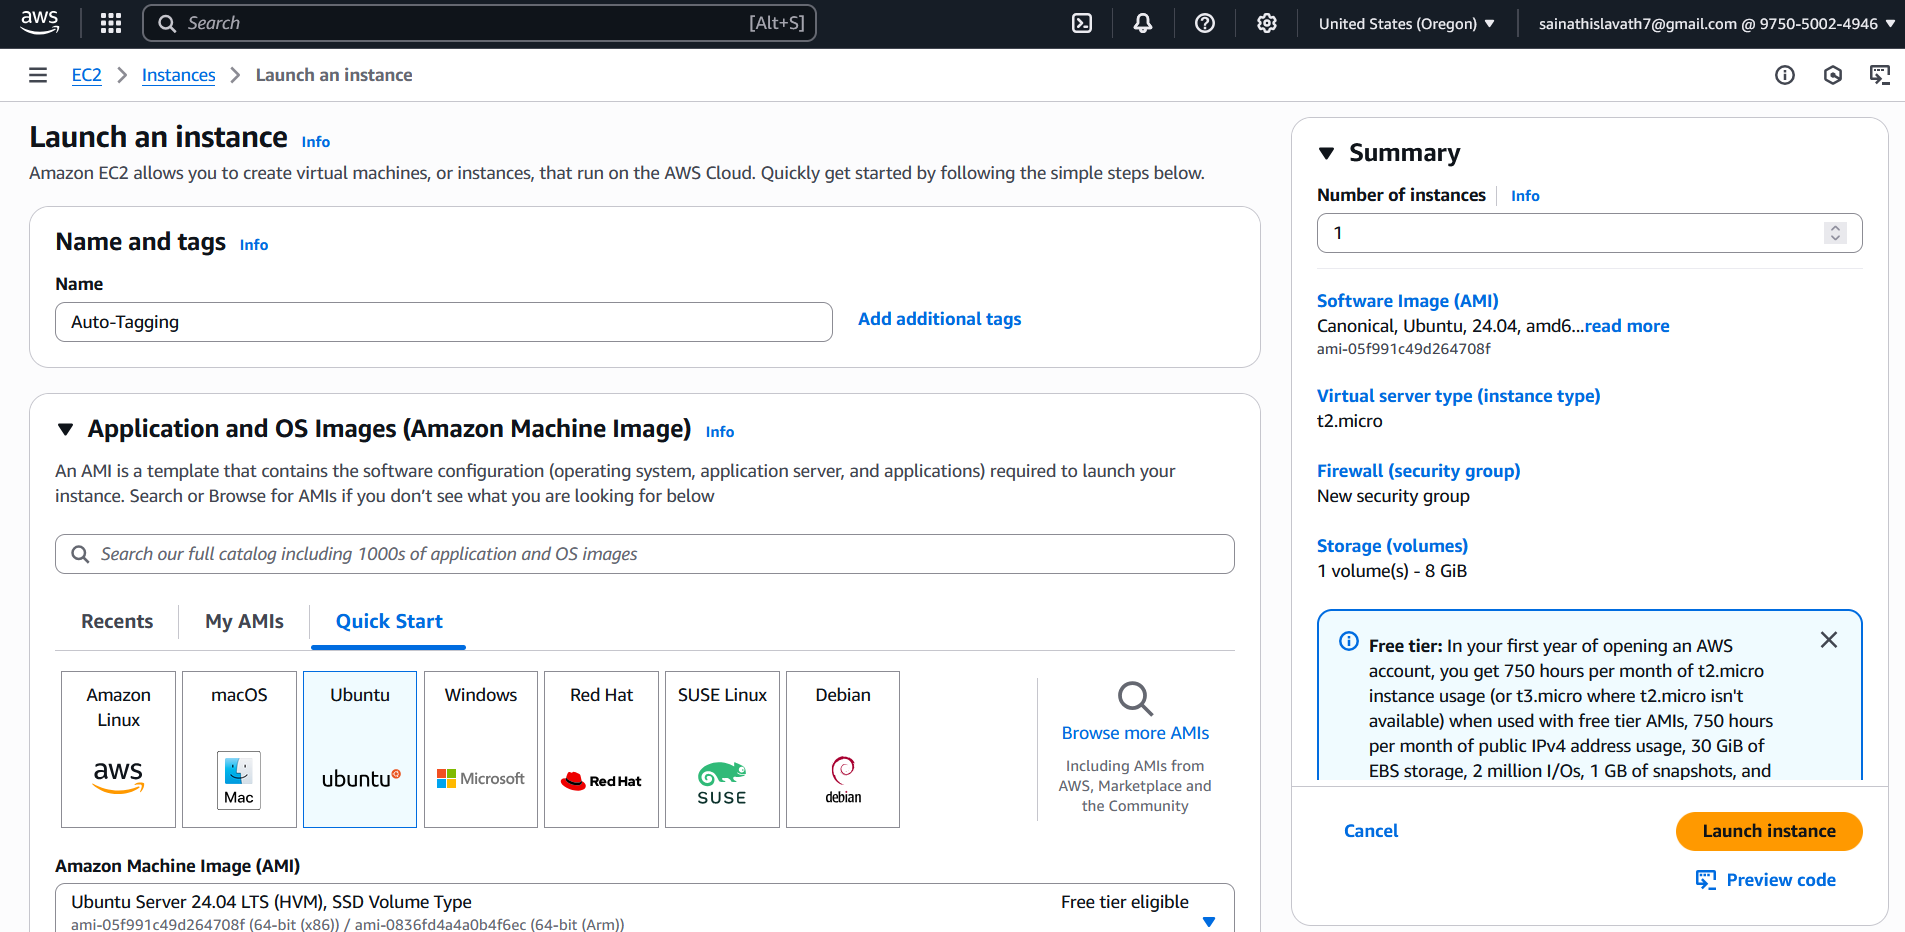 aws
Search [Alt+S]
United States (Oregon)
sainathislavath7@gmail.com @ 9750-5002-4946
EC2
Instances
Launch an instance
Launch an instance Info
Amazon EC2 allows you to create virtual machines, or instances, that run on the AWS Cloud. Quickly get started by following the simple steps below.
Name and tags Info
Name
Auto-Tagging
Add additional tags
Application and OS Images (Amazon Machine Image) Info
An AMI is a template that contains the software configuration (operating system, application server, and applications) required to launch your
instance. Search or Browse for AMIs if you don’t see what you are looking for below
Search our full catalog including 1000s of application and OS images
Recents
My AMIs
Quick Start
Amazon
Linux
aws
macOS
Mac
Ubuntu
ubuntu
Windows
Microsoft
Red Hat
Red Hat
SUSE Linux
SUSE
Debian
debian
Browse more AMIs
Including AMIs from
AWS, Marketplace and
the Community
Amazon Machine Image (AMI)
Ubuntu Server 24.04 LTS (HVM), SSD Volume Type
Free tier eligible
ami-05f991c49d264708f (64-bit (x86)) / ami-0836fd4a4a0b4f6ec (64-bit (Arm))
Summary
Number of instances Info
1
Software Image (AMI)
Canonical, Ubuntu, 24.04, amd6...read more
ami-05f991c49d264708f
Virtual server type (instance type)
t2.micro
Firewall (security group)
New security group
Storage (volumes)
1 volume(s) - 8 GiB
Free tier: In your first year of opening an AWS
account, you get 750 hours per month of t2.micro
instance usage (or t3.micro where t2.micro isn't
available) when used with free tier AMIs, 750 hours
per month of public IPv4 address usage, 30 GiB of
EBS storage, 2 million I/Os, 1 GB of snapshots, and
Cancel
Launch instance
Preview code